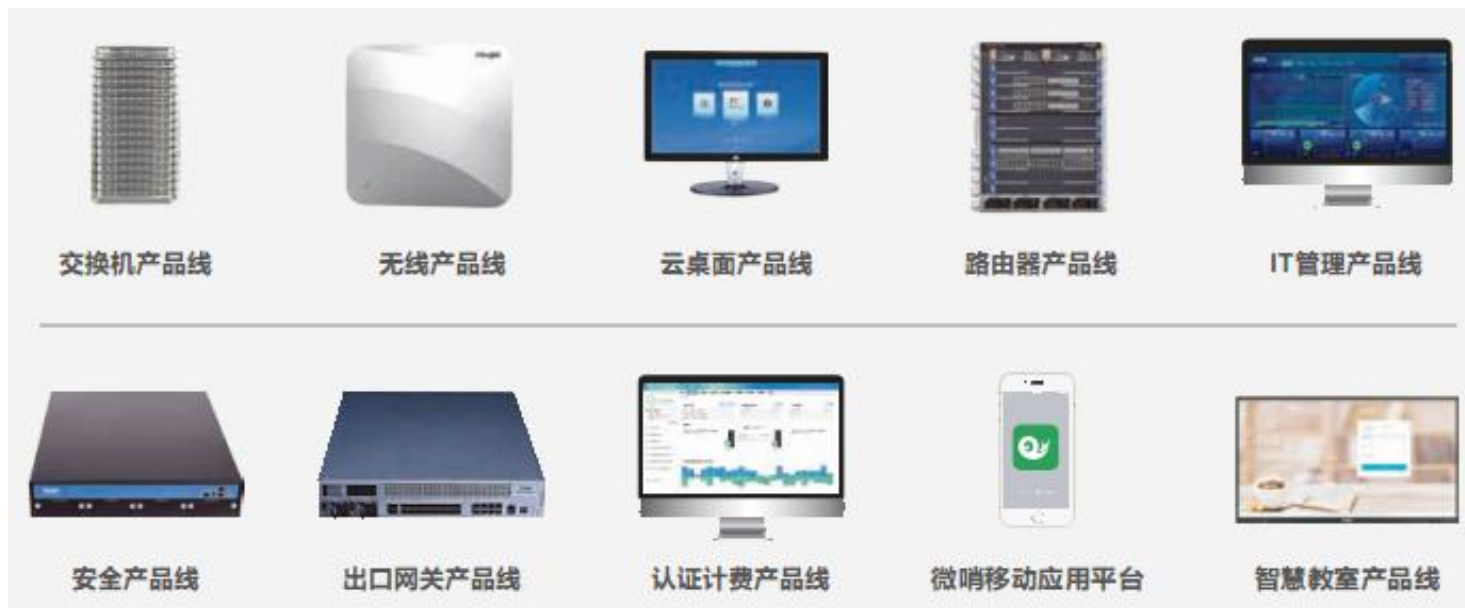 交换机产品线
无线产品线
云桌面产品线
路由器产品线
IT管理产品线
安全产品线
出口网关产品线
认证计费产品线
微哨移动应用平台
智慧教室产品线